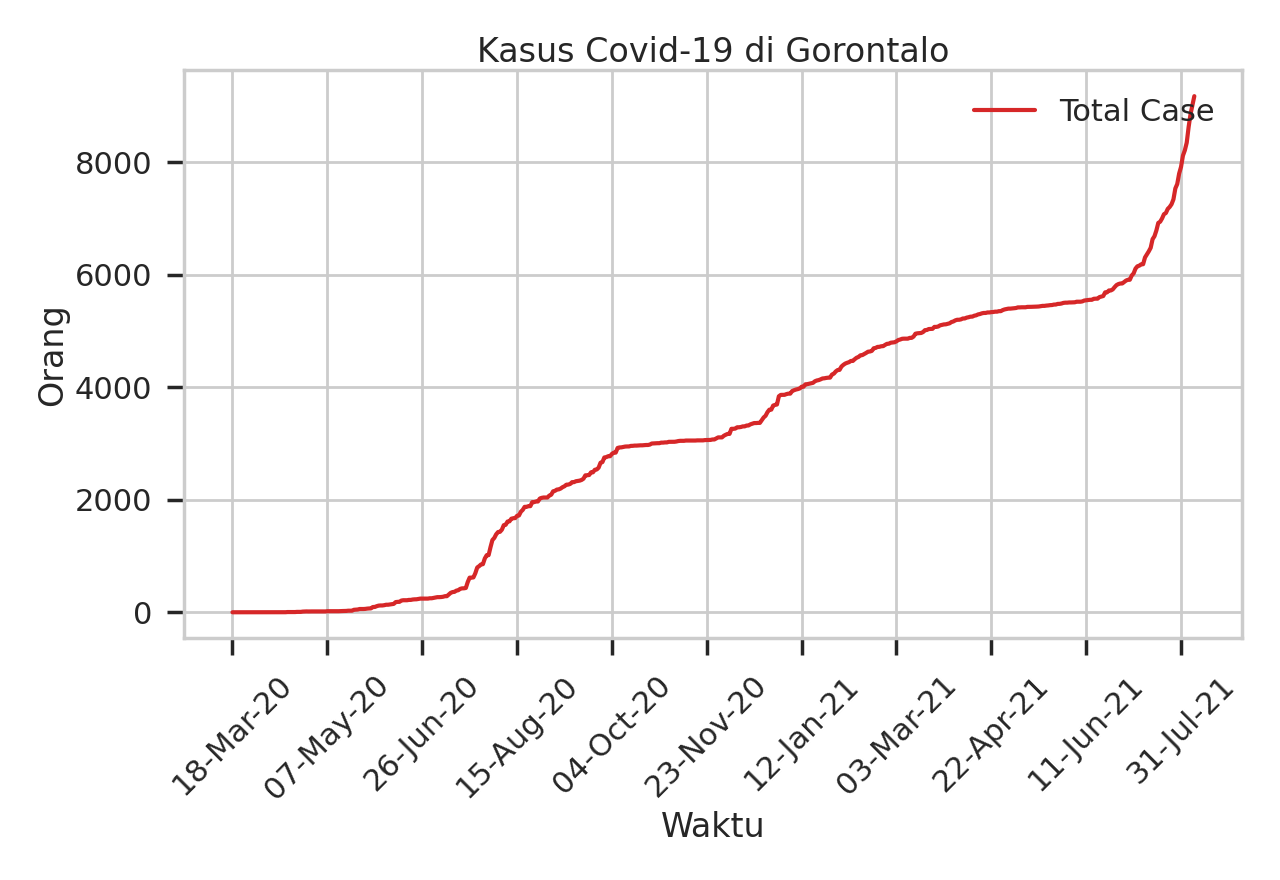 Kasus Covid-19 di Gorontalo
Total Case
8000
6000
4000
2000
0
Orang
18-Mar-20
07-May-20
26-Jun-20
15-Aug-20
04-Oct-20
23-Nov-20
12-Jan-21
03-Mar-21
22-Apr-21
11-Jun-21
31-Jul-21
Waktu